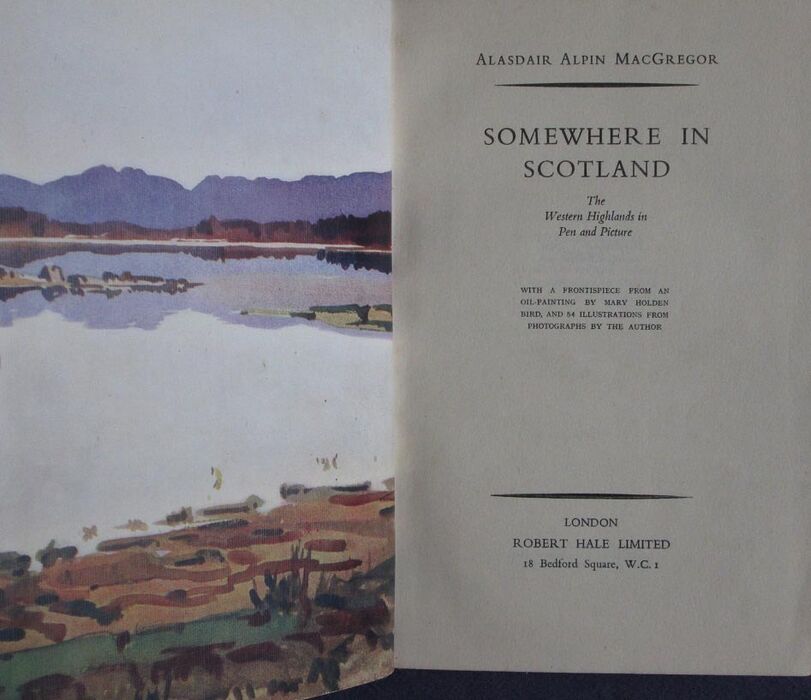 Alasdair Alpin MacGregor
SOMEWHERE IN
SCOTLAND
The
Western Highlands in
Pen and Picture
WITH A FRONTISPIECE FROM AN
OIL-PAINTING BY MARY HOLDEN
BIRD, AND 54 ILLUSTRATIONS FROM
PHOTOGRAPHS BY THE AUTHOR
LONDON
ROBERT HALE LIMITED
18 Bedford Square, W.C. 1